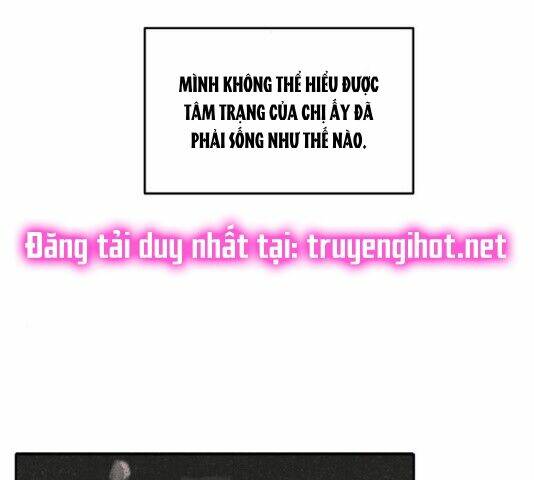 MÌNH KHÔNG THỂ HIỂU ĐƯỢC
TÂM TRẠNG CỦA CHỊ ẤY ĐÃ
PHẢI SỐNG NHƯ THẾ NÀO.
Đăng tải duy nhất tại: truyengihot.net